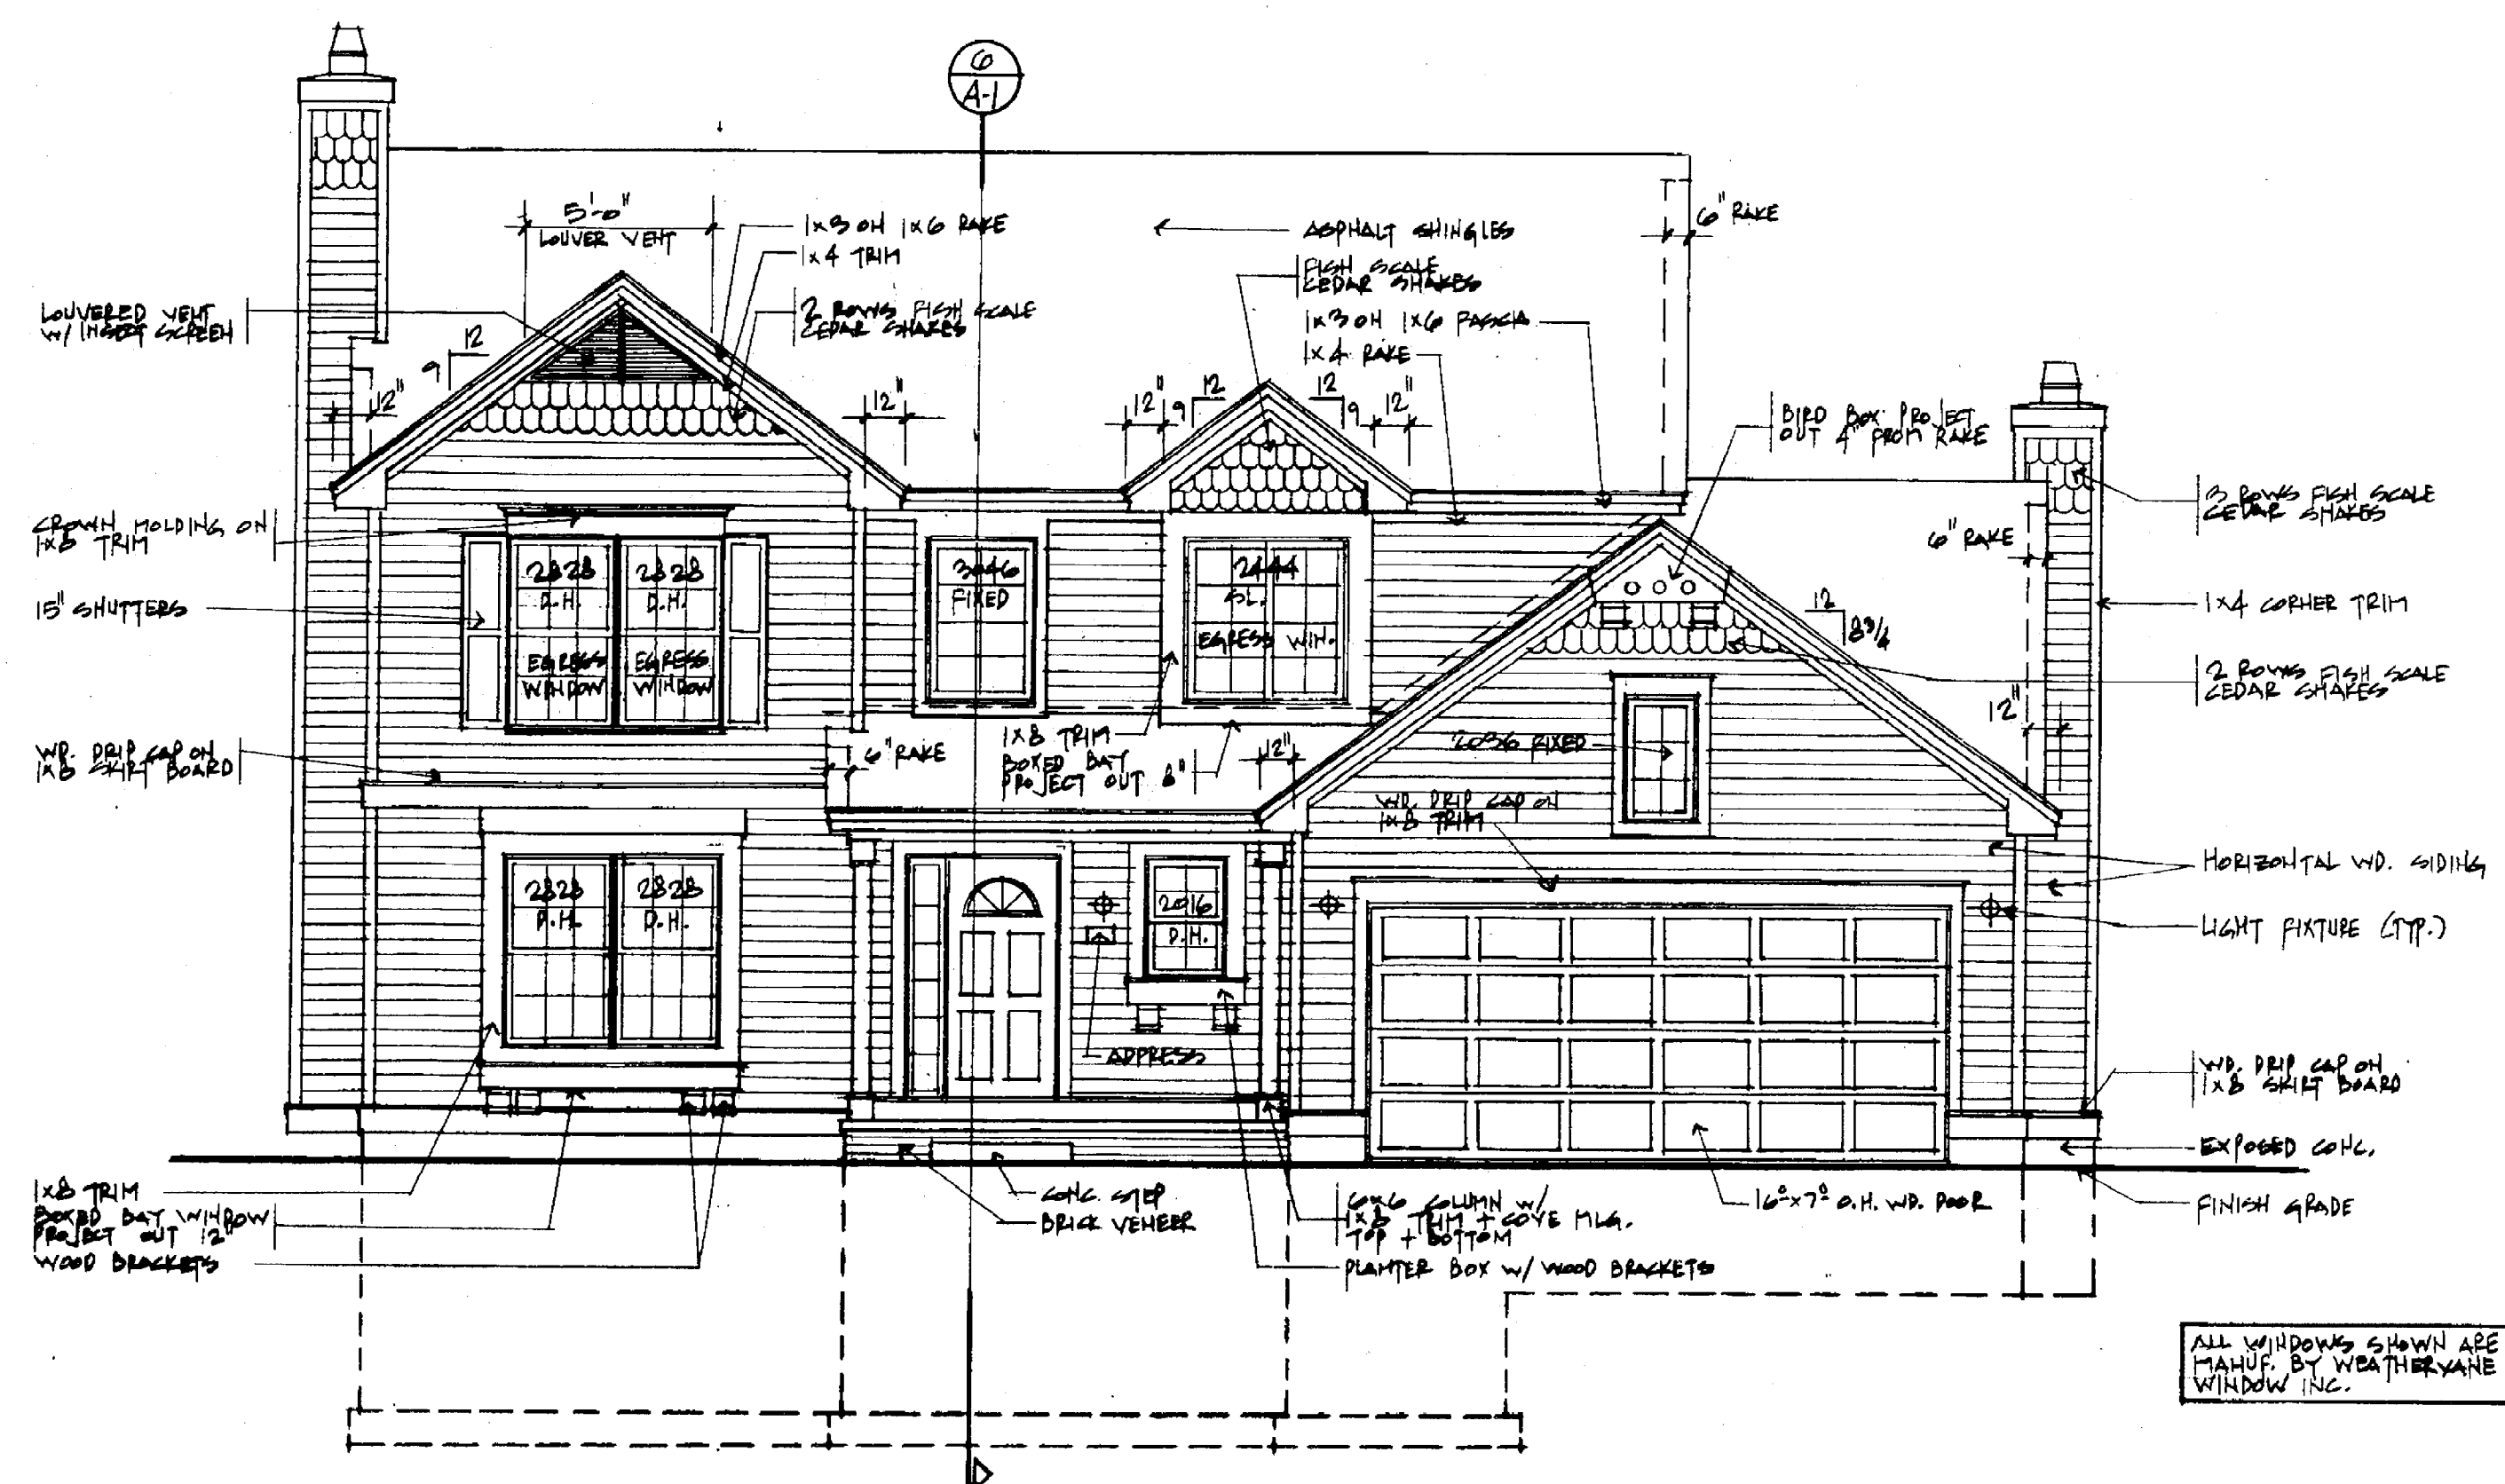 6
A-1
5'-0"
LOUVER VENT
1x3 ON 1x6 RAKE
1x4 TRIM
2 ROWS FISH SCALE
CEDAR SHAKES
ASPHALT SHINGLES
FISH SCALE
CEDAR SHAKES
1x3 ON 1x6 FASCIA
1x4 RAKE
6" RAKE
LOUVERED VENT
W/ INSECT SCREEN
12
9
12"
12"
12"
9
12
12
9
12"
BIRD BOX PROJECT
OUT 4" FROM RAKE
3 ROWS FISH SCALE
CEDAR SHAKES
6" RAKE
CROWN MOLDING ON
1x8 TRIM
15" SHUTTERS
2828
D.H.
EGRESS
WINDOW
2828
D.H.
EGRESS
WINDOW
3046
FIXED
2444
SL.
EGRESS WIN.
12
8 3/4
1x4 CORNER TRIM
2 ROWS FISH SCALE
CEDAR SHAKES
12"
WD. DRIP CAP ON
1x8 SKIRT BOARD
6" RAKE
1x8 TRIM
BOXED BAY
PROJECT OUT 8"
12"
2036 FIXED
WD. DRIP CAP ON
1x8 TRIM
HORIZONTAL WD. SIDING
LIGHT FIXTURE (TYP.)
2828
D.H.
2828
D.H.
2016
D.H.
ADDRESS
WD. DRIP CAP ON
1x8 SKIRT BOARD
EXPOSED CONC.
FINISH GRADE
1x8 TRIM
BOXED BAY WINDOW
PROJECT OUT 12"
WOOD BRACKETS
CONC. STEP
BRICK VENEER
6x6 COLUMN W/
1x8 TRIM + COVE MLG.
TOP + BOTTOM
PLANTER BOX W/ WOOD BRACKETS
16⁰x7⁰ O.H. WD. DOOR
ALL WINDOWS SHOWN ARE
MANUF. BY WEATHERVANE
WINDOW INC.